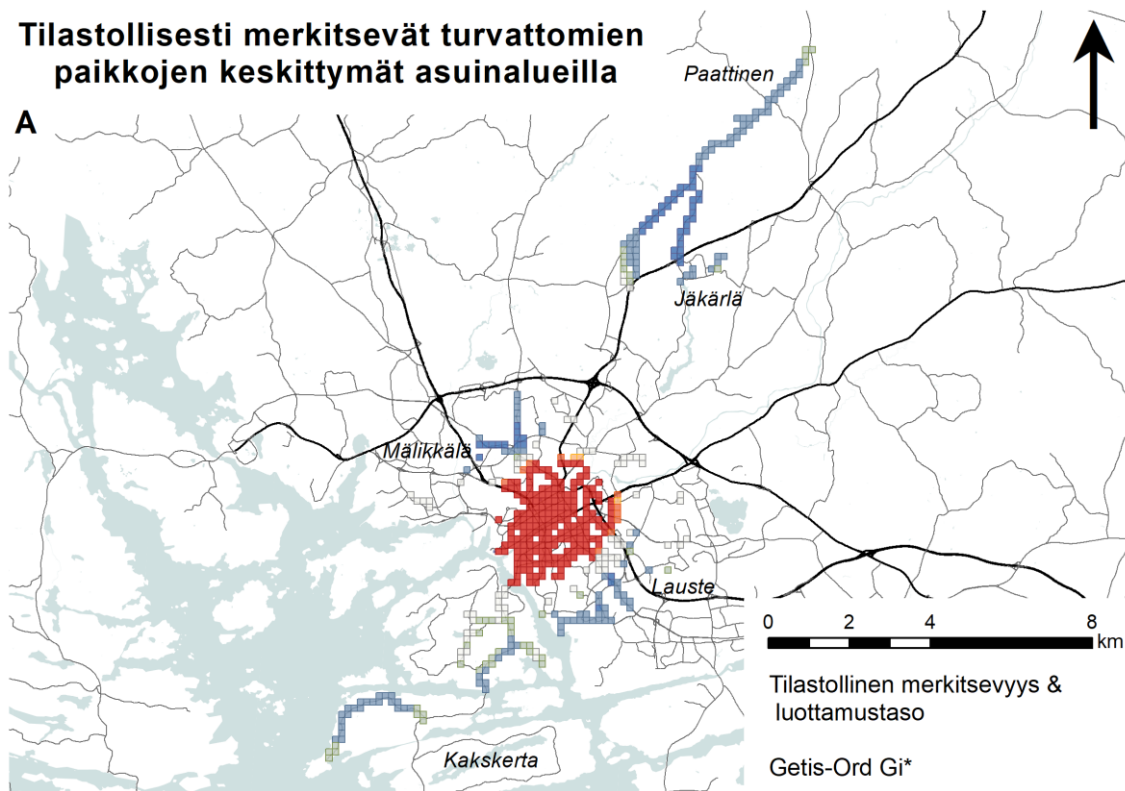 Tilastollisesti merkitsevät turvattomien
paikkojen keskittymät asuinalueilla
A
Paattinen
Jäkärlä
Mälikkälä
Lauste
Kakskerta
0 2 4 8
km
Tilastollinen merkitsevyys &
luottamustaso
Getis-Ord Gi*